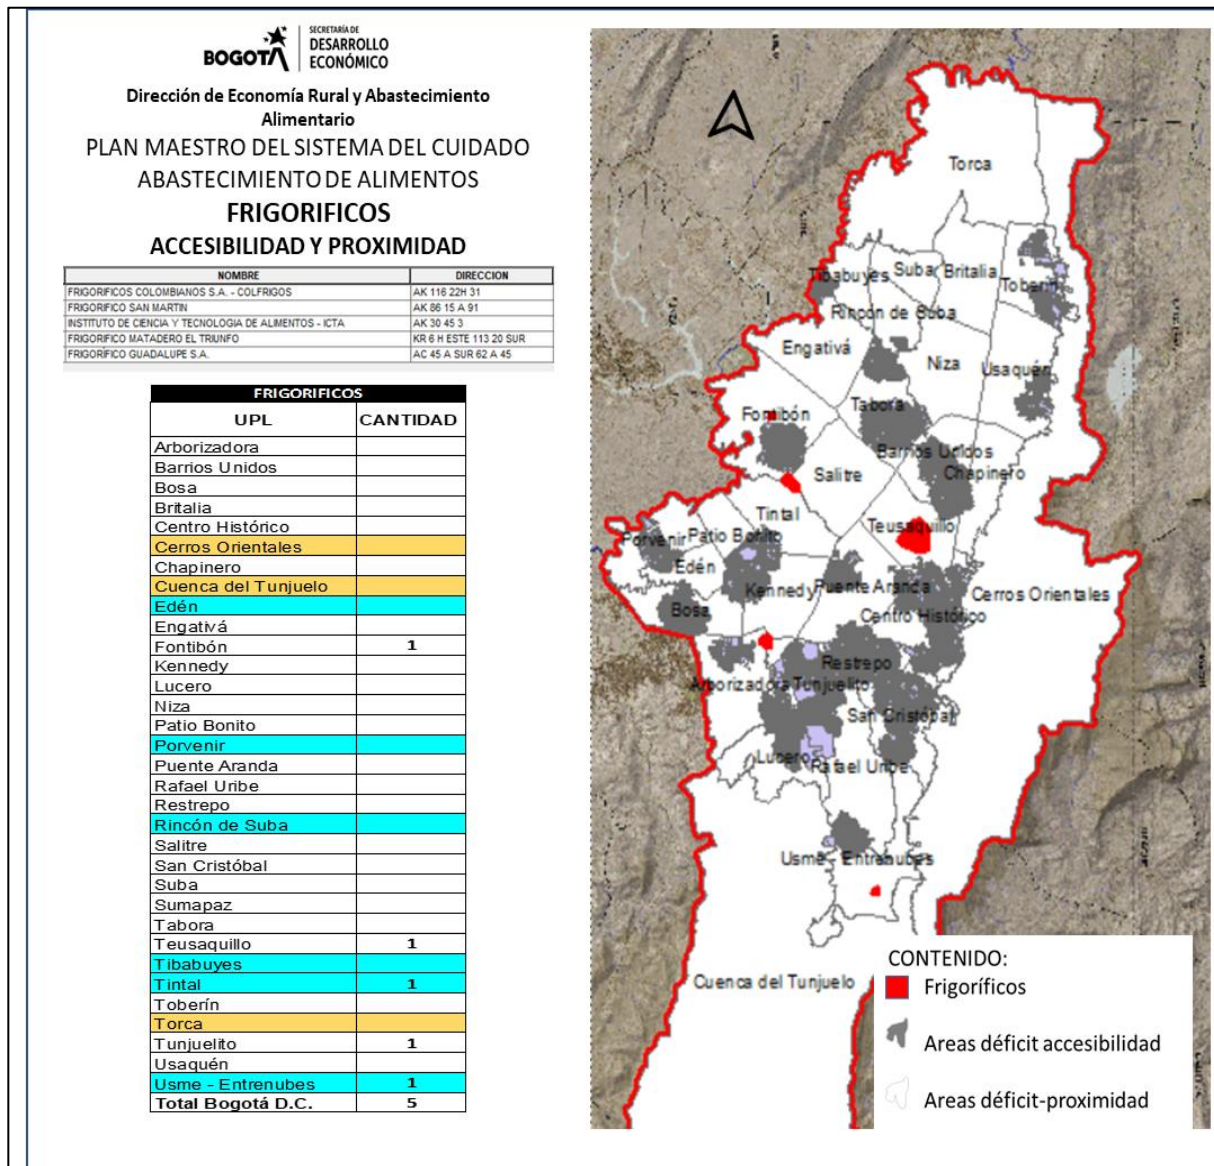 BOGOTÁ
SECRETARÍA DE
DESARROLLO
ECONÓMICO
Dirección de Economía Rural y Abastecimiento
Alimentario
PLAN MAESTRO DEL SISTEMA DEL CUIDADO
ABASTECIMIENTO DE ALIMENTOS
FRIGORIFICOS
ACCESIBILIDAD Y PROXIMIDAD
NOMBRE DIRECCION
FRIGORIFICOS COLOMBIANOS S.A. - COLFRIGOS AK 116 22H 31
FRIGORIFICO SAN MARTIN AK 86 15 A 91
INSTITUTO DE CIENCIA Y TECNOLOGIA DE ALIMENTOS - ICTA AK 30 45 3
FRIGORIFICO MATADERO EL TRIUNFO KR 6 H ESTE 113 20 SUR
FRIGORÍFICO GUADALUPE S.A. AC 45 A SUR 62 A 45
FRIGORIFICOS
UPL CANTIDAD
Arborizadora
Barrios Unidos
Bosa
Britalia
Centro Histórico
Cerros Orientales
Chapinero
Cuenca del Tunjuelo
Edén
Engativá
Fontibón 1
Kennedy
Lucero
Niza
Patio Bonito
Porvenir
Puente Aranda
Rafael Uribe
Restrepo
Rincón de Suba
Salitre
San Cristóbal
Suba
Sumapaz
Tabora
Teusaquillo 1
Tibabuyes
Tintal 1
Toberín
Torca
Tunjuelito 1
Usaquén
Usme - Entrenubes 1
Total Bogotá D.C. 5
Torca
Tibabuyes
Suba
Britalia
Toberín
Rincón de Suba
Engativá
Niza
Usaquén
Fontibón
Tabora
Barrios Unidos
Chapinero
Salitre
Tintal
Teusaquillo
Porvenir
Patio Bonito
Edén
Kennedy
Puente Aranda
Cerros Orientales
Bosa
Centro Histórico
Restrepo
Arborizadora
Tunjuelito
San Cristóbal
Lucero
Rafael Uribe
Usme - Entrenubes
Cuenca del Tunjuelo
CONTENIDO:
Frigoríficos
Areas déficit accesibilidad
Areas déficit-proximidad